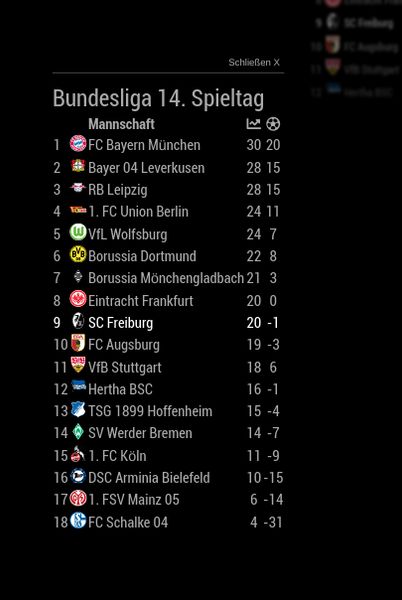 Schließen X
Bundesliga 14. Spieltag
Mannschaft
1 FC Bayern München 30 20
2 Bayer 04 Leverkusen 28 15
3 RB Leipzig 28 15
4 1. FC Union Berlin 24 11
5 VfL Wolfsburg 24 7
6 Borussia Dortmund 22 8
7 Borussia Mönchengladbach 21 3
8 Eintracht Frankfurt 20 0
9 SC Freiburg 20 -1
10 FC Augsburg 19 -3
11 VfB Stuttgart 18 6
12 Hertha BSC 16 -1
13 TSG 1899 Hoffenheim 15 -4
14 SV Werder Bremen 14 -7
15 1. FC Köln 11 -9
16 DSC Arminia Bielefeld 10 -15
17 1. FSV Mainz 05 6 -14
18 FC Schalke 04 4 -31
9 SC Freiburg
10 FC Augsburg
11 VfB Stuttgart
12 Hertha BSC